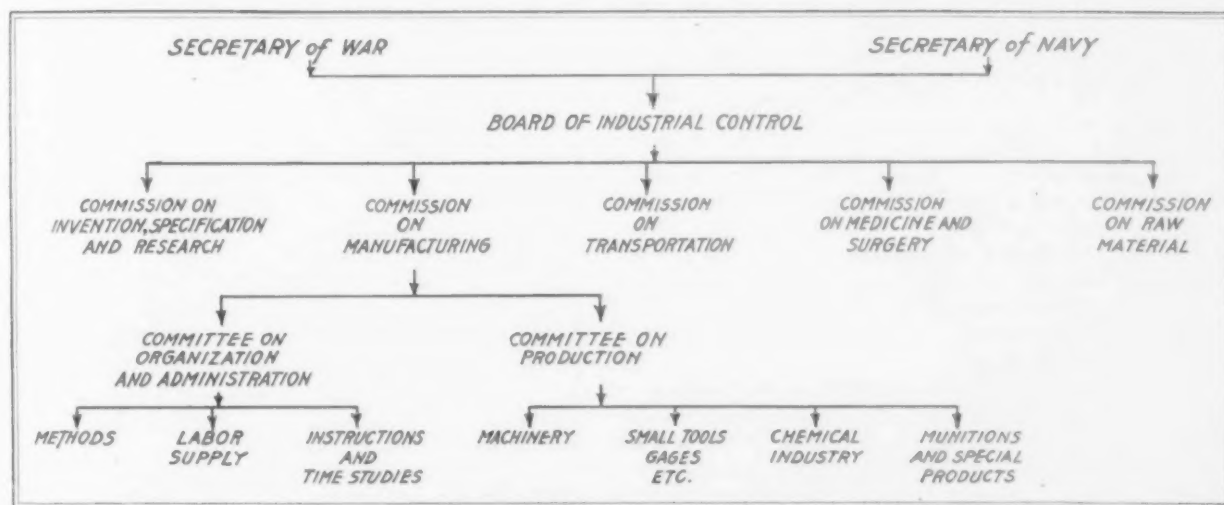 SECRETARY of WAR
SECRETARY of NAVY
BOARD OF INDUSTRIAL CONTROL
COMMISSION ON
INVENTION, SPECIFICATION
AND RESEARCH
COMMISSION
ON
MANUFACTURING
COMMISSION
ON
TRANSPORTATION
COMMISSION
ON MEDICINE AND
SURGERY
COMMISSION
ON RAW
MATERIAL
COMMITTEE ON
ORGANIZATION
AND ADMINISTRATION
COMMITTEE ON
PRODUCTION
METHODS
LABOR
SUPPLY
INSTRUCTIONS
AND
TIME STUDIES
MACHINERY
SMALL TOOLS
GAGES
ETC.
CHEMICAL
INDUSTRY
MUNITIONS
AND SPECIAL
PRODUCTS